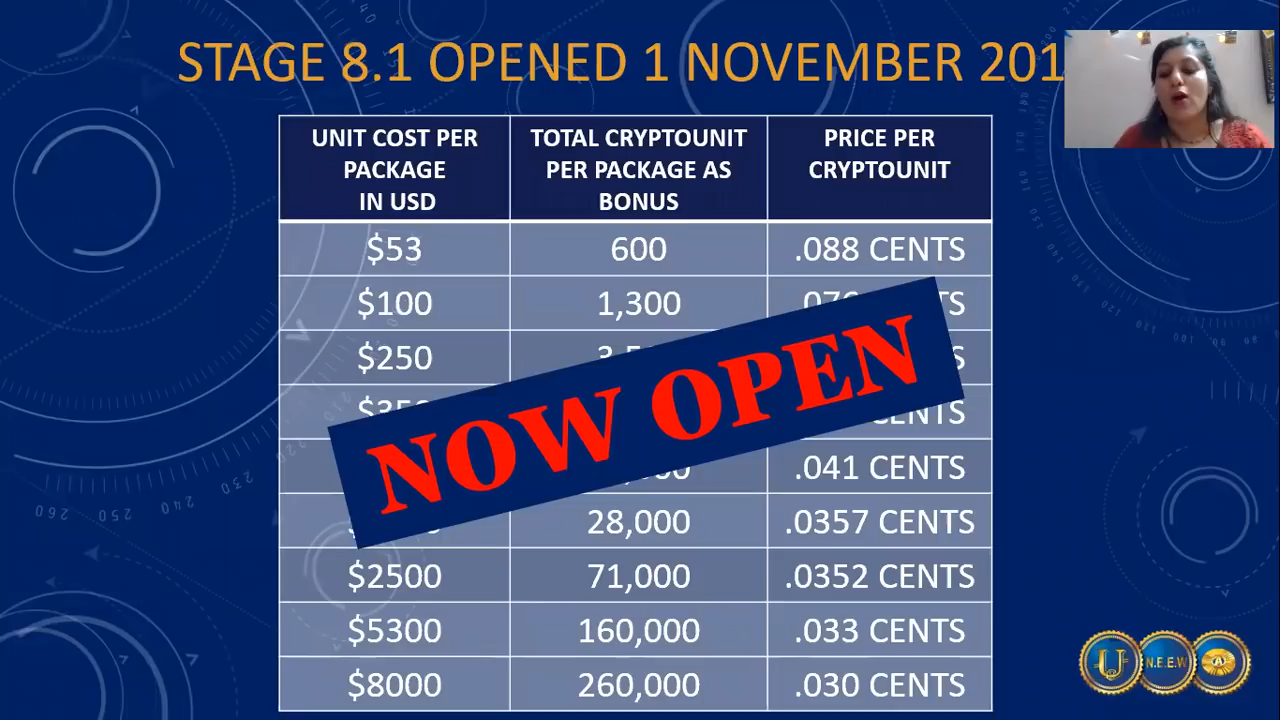 STAGE 8.1 OPENED 1 NOVEMBER 201
UNIT COST PER
PACKAGE
IN USD
TOTAL CRYPTOUNIT
PER PACKAGE AS
BONUS
PRICE PER
CRYPTOUNIT
$53 600 .088 CENTS
$100 1,300
$250
NOW OPEN
.041 CENTS
28,000 .0357 CENTS
$2500 71,000 .0352 CENTS
$5300 160,000 .033 CENTS
$8000 260,000 .030 CENTS
N.E.E.W